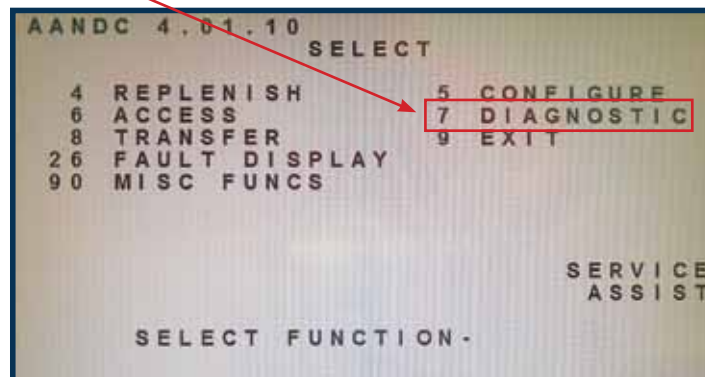 AANDC 4.01.10
SELECT
4 REPLENISH 5 CONFIGURE
6 ACCESS 7 DIAGNOSTIC
8 TRANSFER 9 EXIT
26 FAULT DISPLAY
90 MISC FUNCS
SERVICE
ASSIST
SELECT FUNCTION-